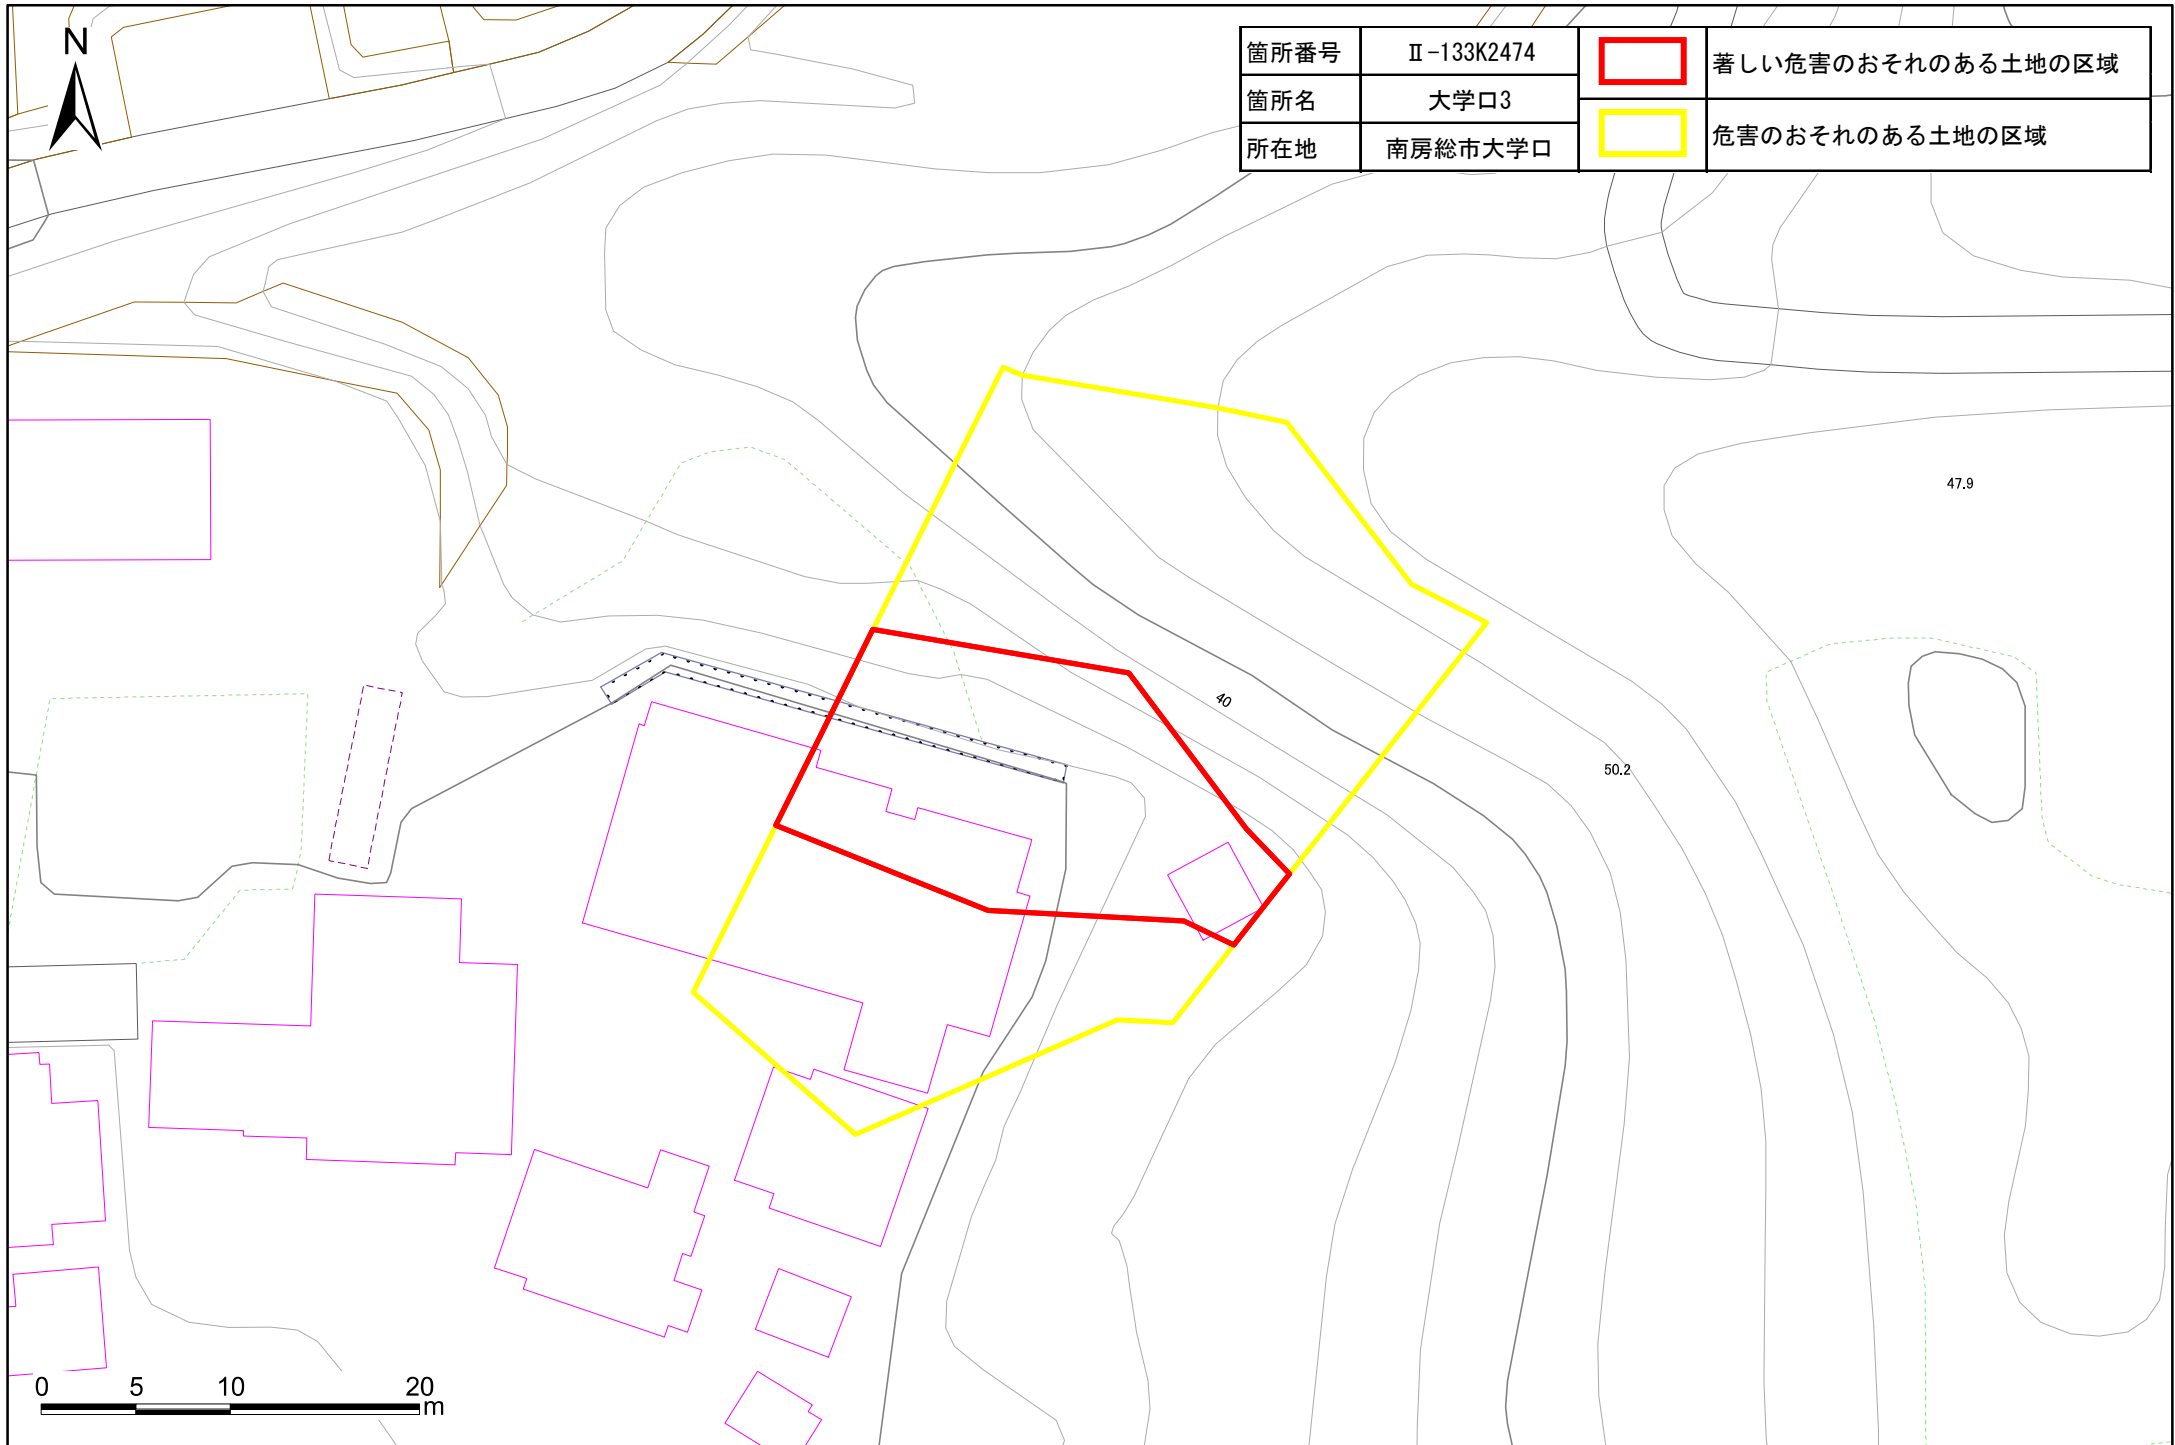 N
箇所番号 Ⅱ-133K2474 著しい危害のおそれのある土地の区域
箇所名 大学口3
所在地 南房総市大学口 危害のおそれのある土地の区域
47.9
40
50.2
0 5 10 20
m